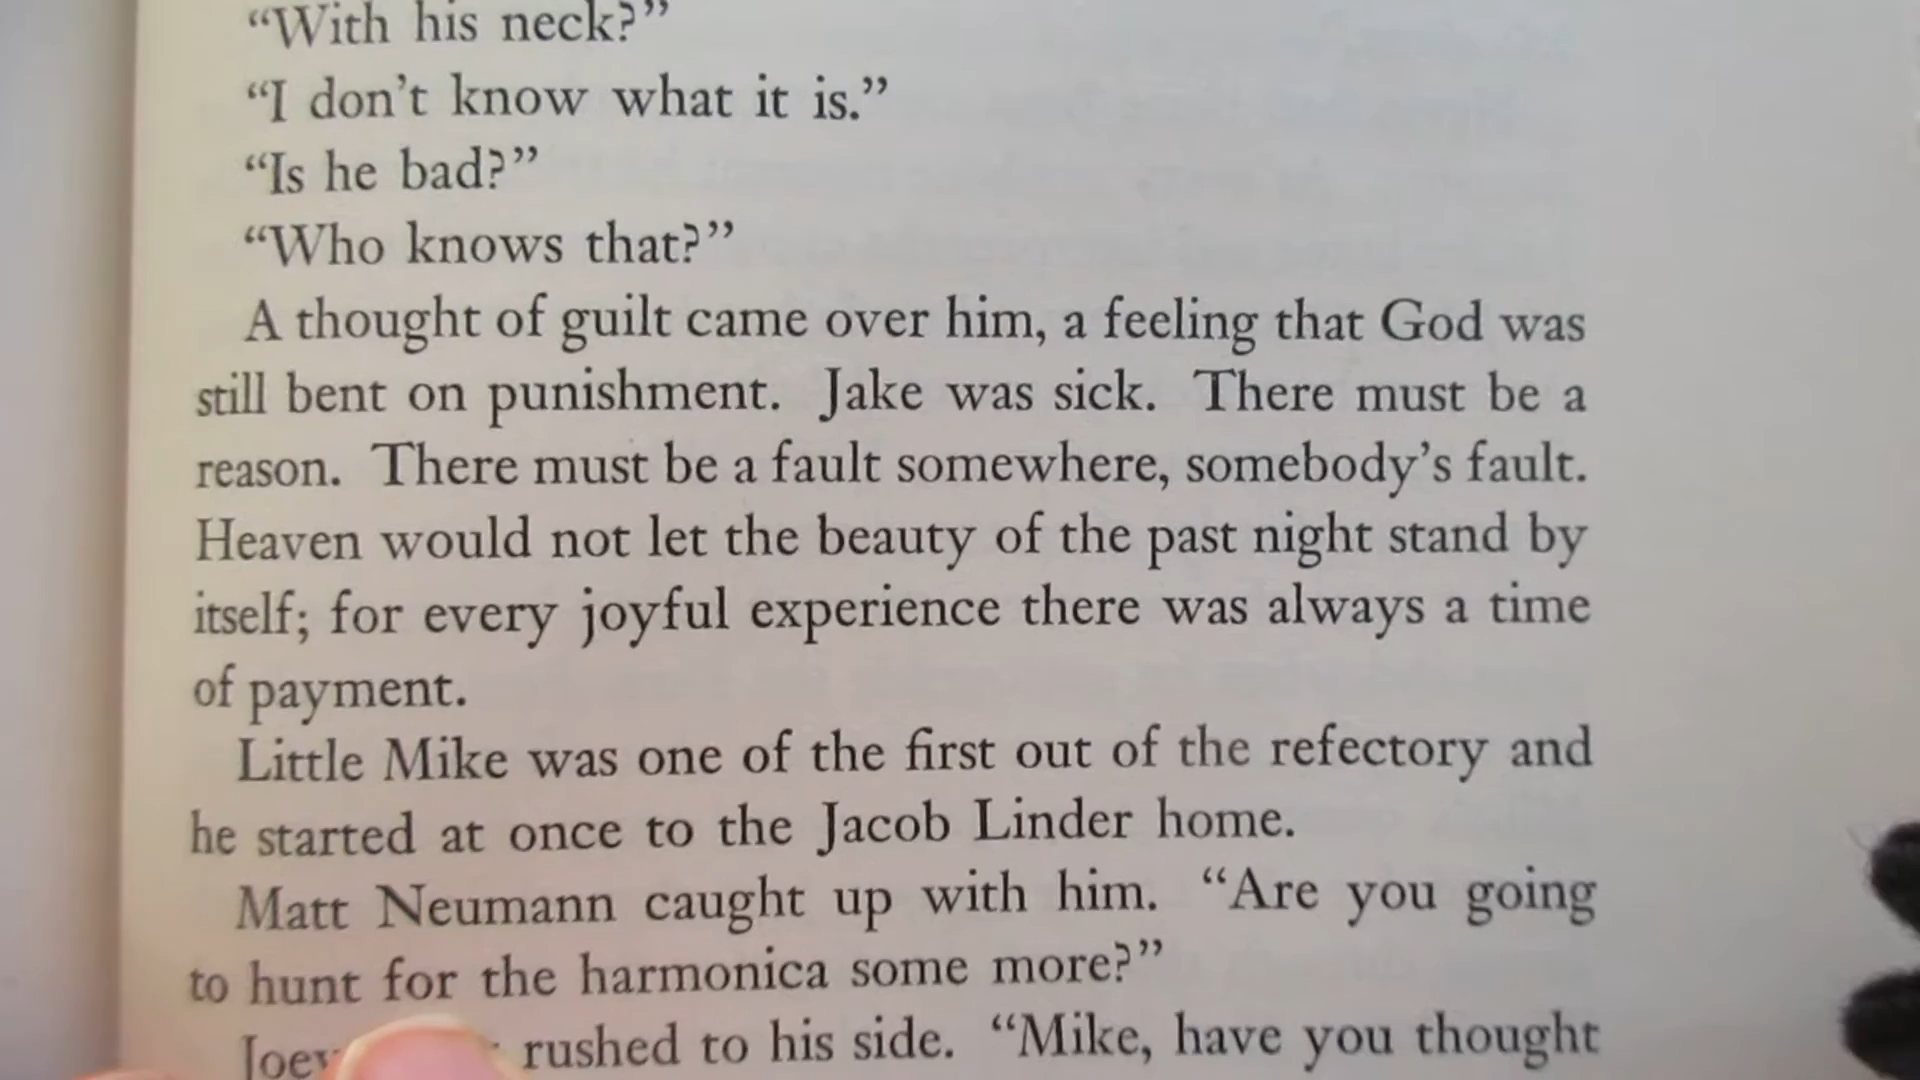 “With his neck?”
“I don’t know what it is.”
“Is he bad?”
“Who knows that?”
A thought of guilt came over him, a feeling that God was
still bent on punishment. Jake was sick. There must be a
reason. There must be a fault somewhere, somebody’s fault.
Heaven would not let the beauty of the past night stand by
itself; for every joyful experience there was always a time
of payment.
Little Mike was one of the first out of the refectory and
he started at once to the Jacob Linder home.
Matt Neumann caught up with him. “Are you going
to hunt for the harmonica some more?”
rushed to his side. “Mike, have you thought